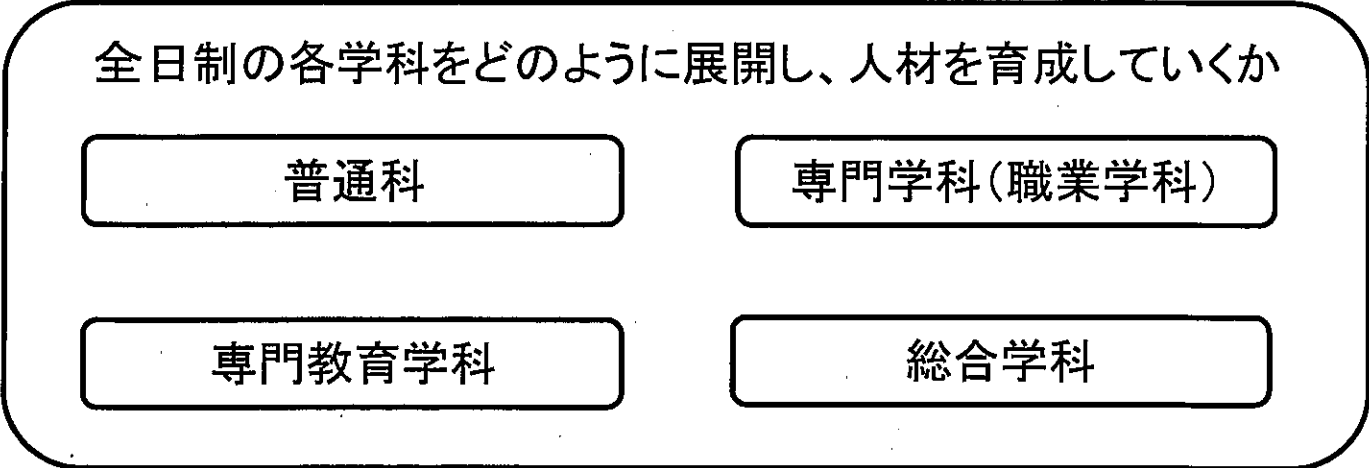 全日制の各学科をどのように展開し、人材を育成していくか
普通科
専門学科(職業学科)
専門教育学科
総合学科